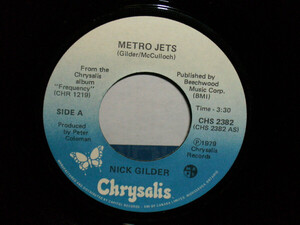 METRO JETS
(Gilder/McCulloch)
From the
Chrysalis
album
"Frequency"
(CHR 1219)
Published by
Beechwood
Music Corp.
(BMI)
Time - 3:30
SIDE A
CHS 2382
(CHS 2382 AS)
Produced by
Peter
Coleman
Ⓟ1979
Chrysalis
Records
NICK GILDER
Chrysalis